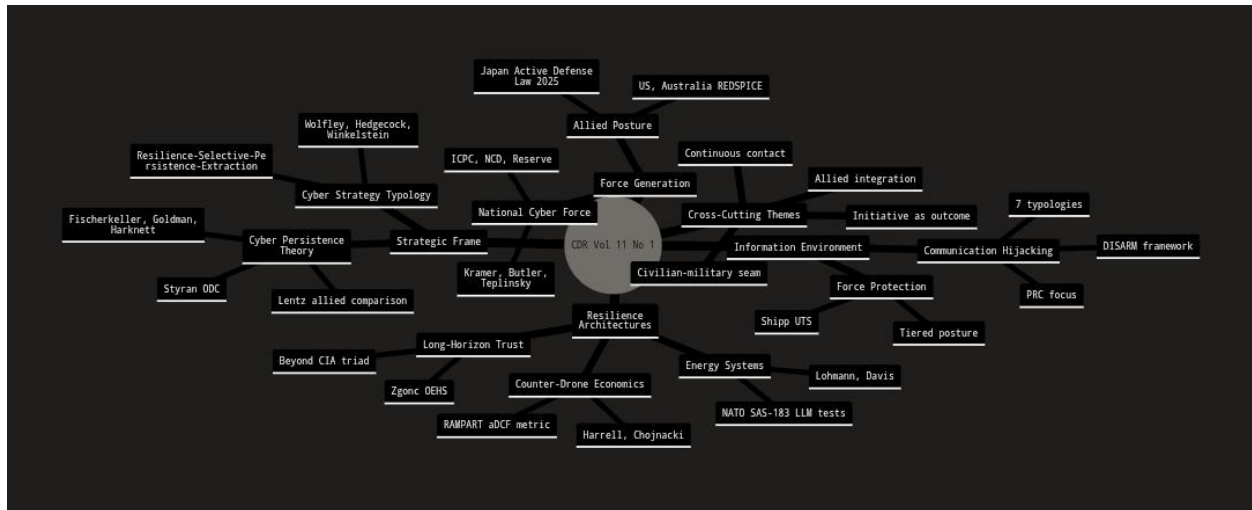 Japan Active Defense
Law 2025
US, Australia REDSPICE
Allied Posture
Wolfley, Hedgecock,
Winkelstein
Resilience-Selective-Pe
rsistence-Extraction
Cyber Strategy Typology
ICPC, NCD, Reserve
Continuous contact
Force Generation
Allied integration
National Cyber Force
Cross-Cutting Themes
Initiative as outcome
7 typologies
Fischerkeller, Goldman,
Harknett
Cyber Persistence
Theory
Strategic Frame
CDR Vol 11 No 1
Information Environment
Communication Hijacking
DISARM framework
Styran ODC
Lentz allied comparison
Kramer, Butler,
Teplinsky
Civilian-military seam
Force Protection
PRC focus
Resilience
Architectures
Shipp UTS
Tiered posture
Long-Horizon Trust
Beyond CIA triad
Zgonc OEHS
Counter-Drone Economics
Energy Systems
Lohmann, Davis
RAMPART aDCF metric
Harrell, Chojnacki
NATO SAS-183 LLM tests